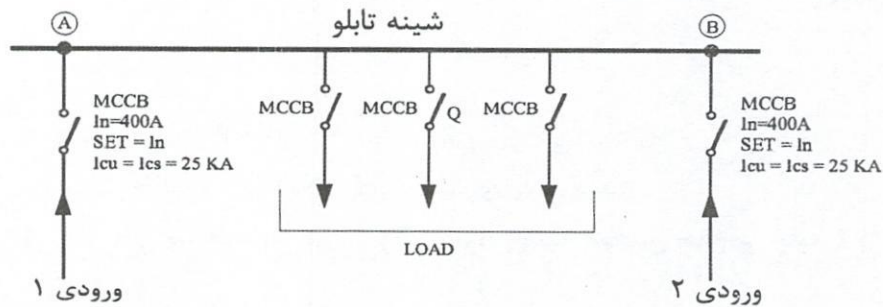 شینه تابلو
A
B
MCCB
In=400A
SET = In
Icu = Ics = 25 KA
MCCB
MCCB
Q
MCCB
MCCB
In=400A
SET = In
Icu = Ics = 25 KA
LOAD
ورودی ۱
ورودی ۲